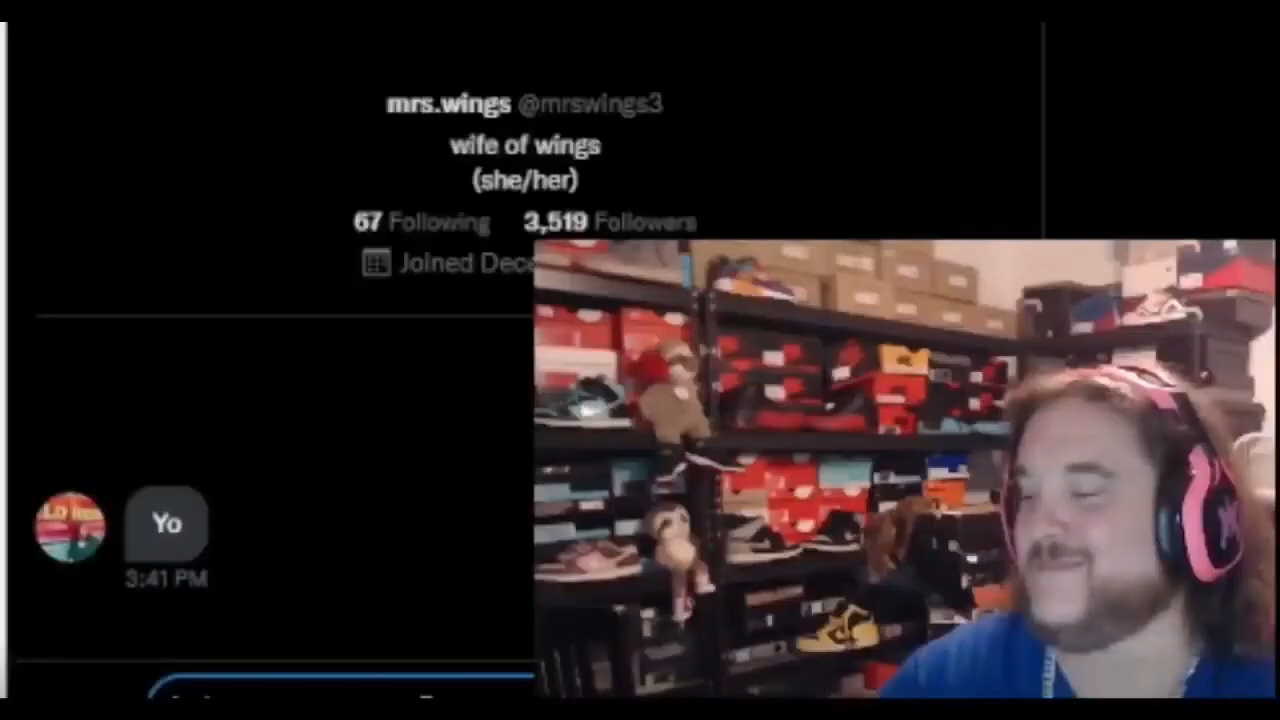 mrs.wings @mrswings3
wife of wings
(she/her)
67 Following 3,519 Followers
Joined Dece
Yo
3:41 PM